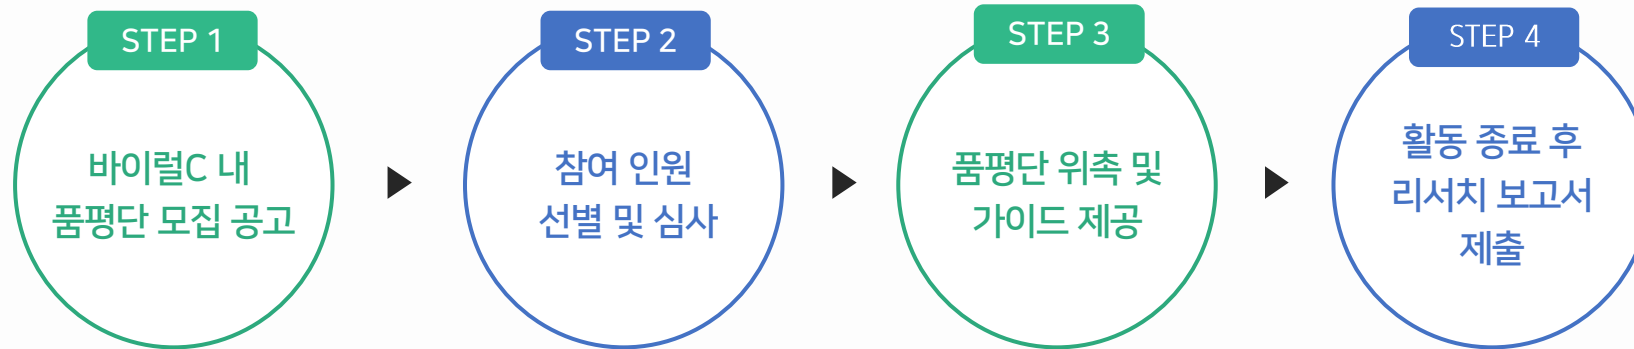 STEP 1
바이럴C 내
품평단 모집 공고
STEP 2
참여 인원
선별 및 심사
STEP 3
품평단 위촉 및
가이드 제공
STEP 4
활동 종료 후
리서치 보고서
제출